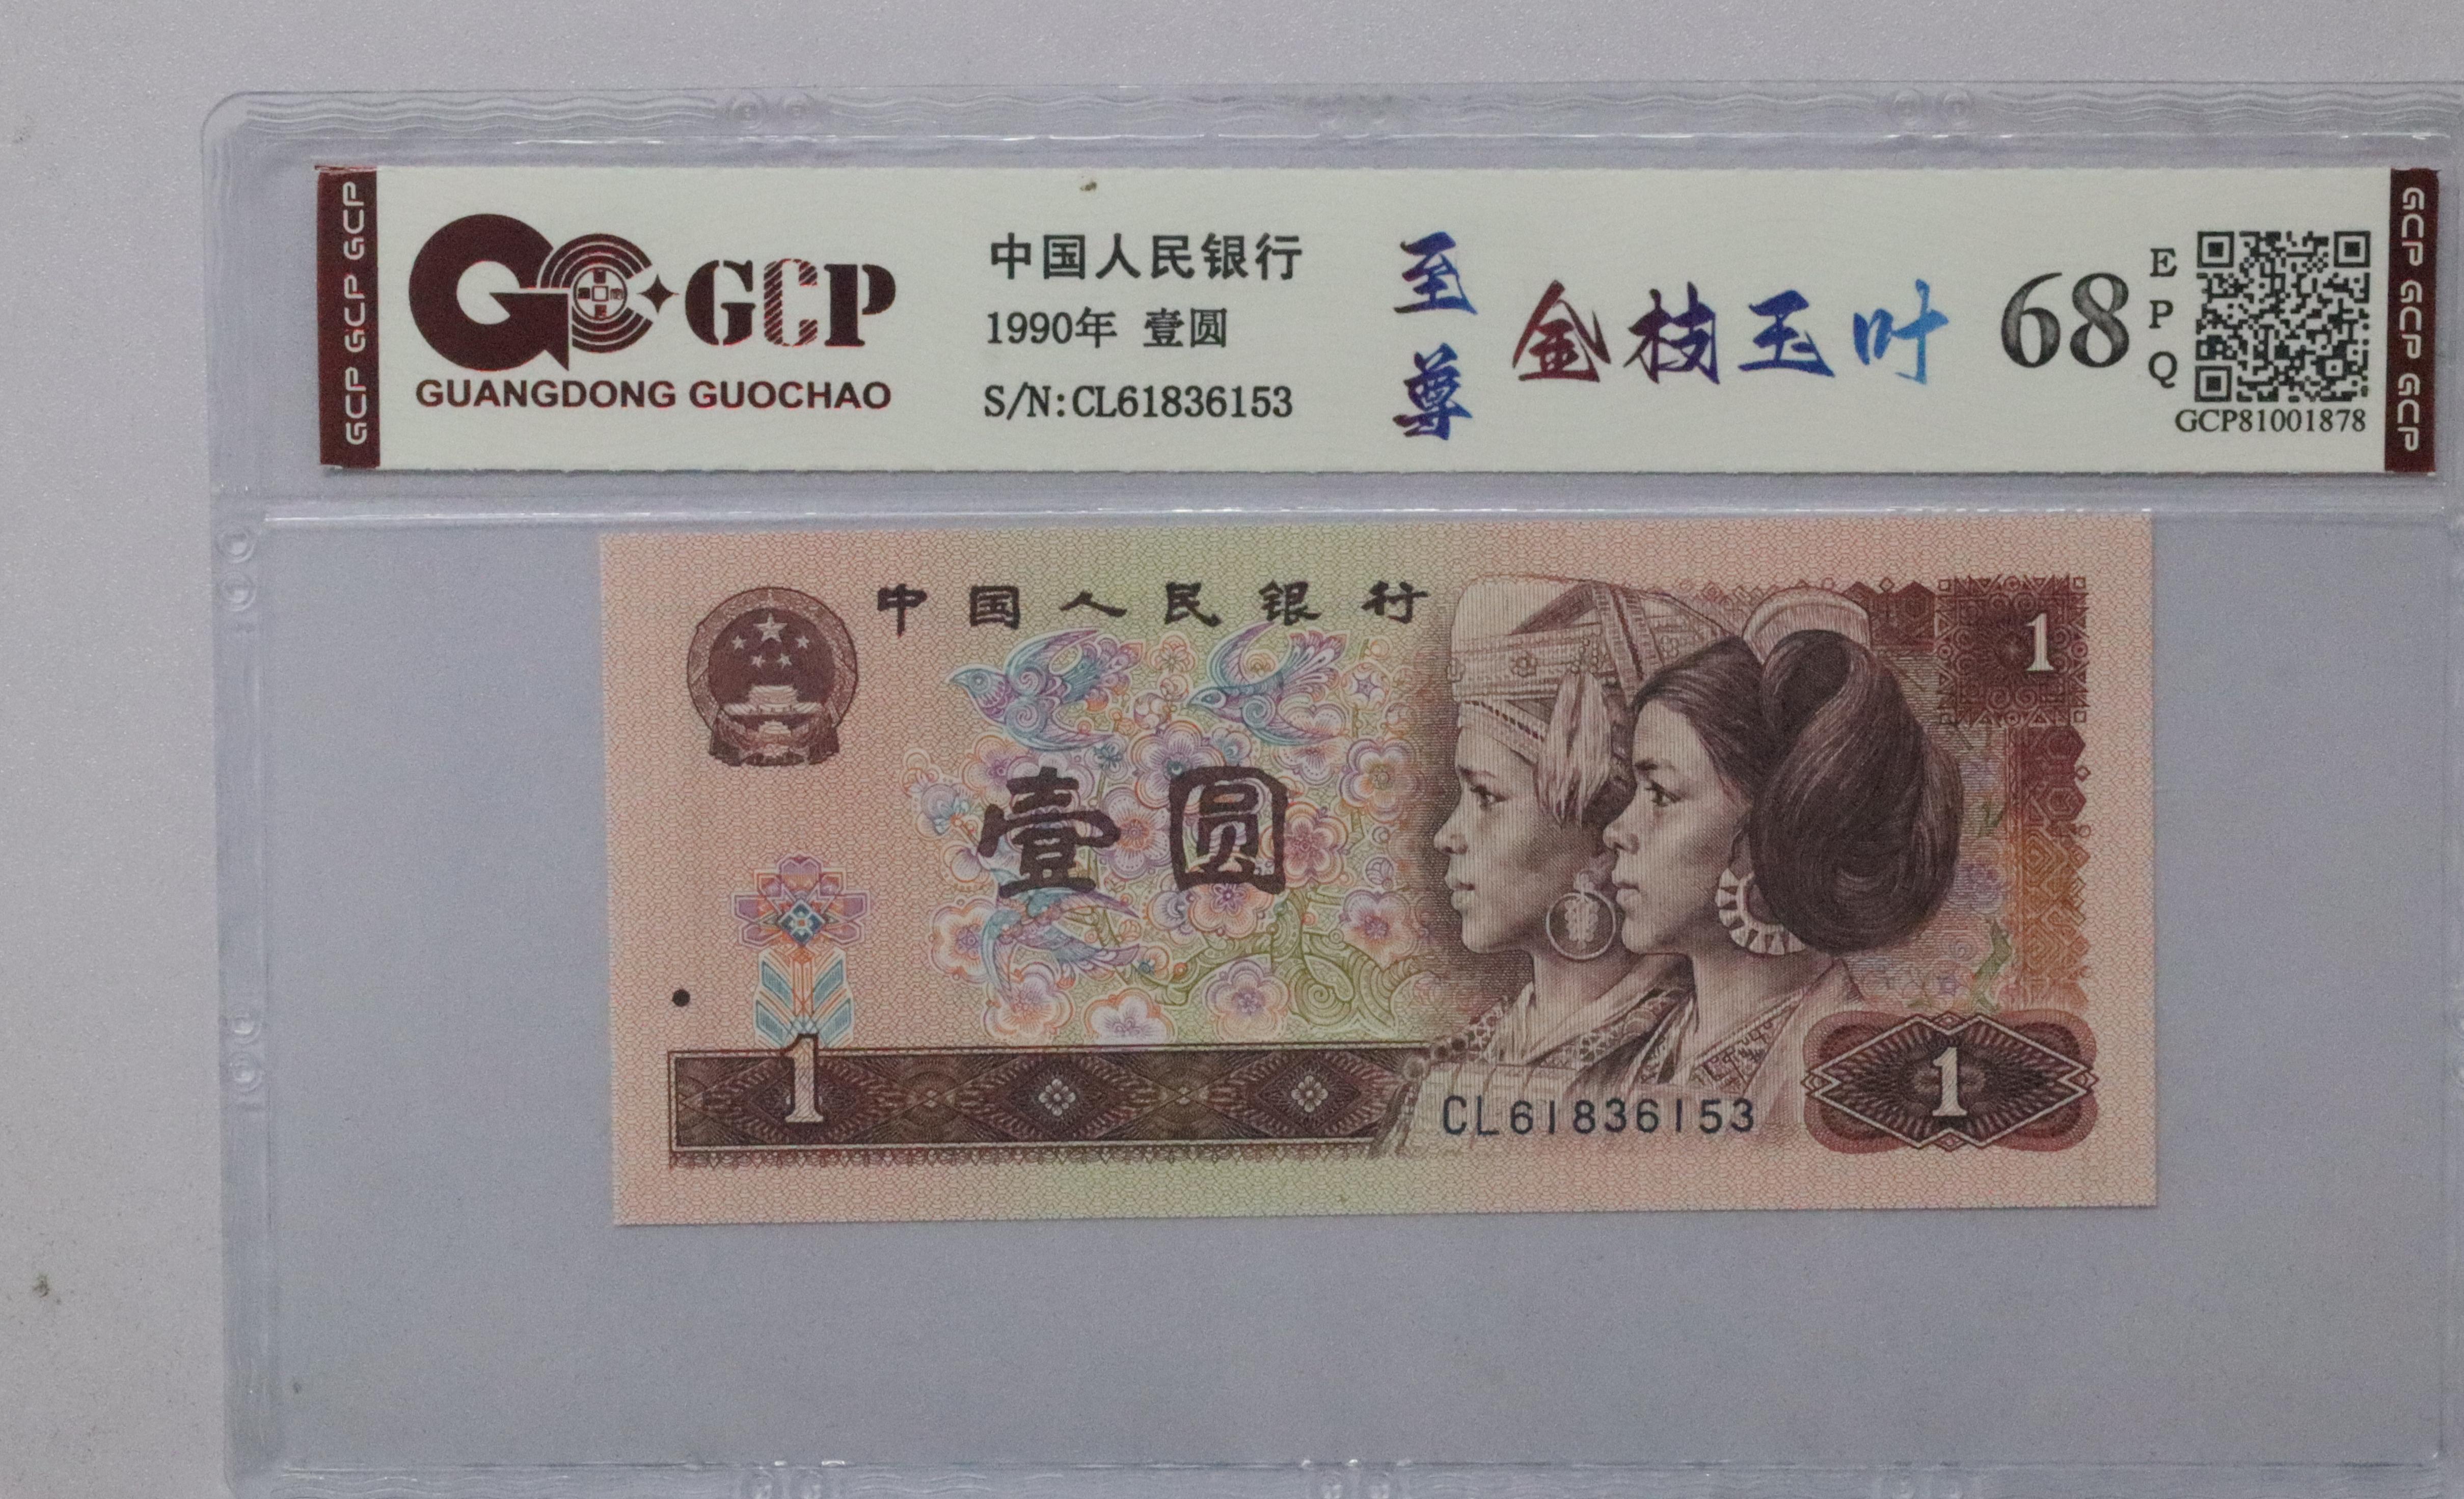 GCP GCP GCP
GCP
GUANGDONG GUOCHAO
中国人民银行
1990年 壹圆
S/N:CL61836153
至尊
金枝玉叶
68
EPQ
GCP81001878
GCP GCP GCP
中国人民银行
1
壹圆
1
CL61836153
1